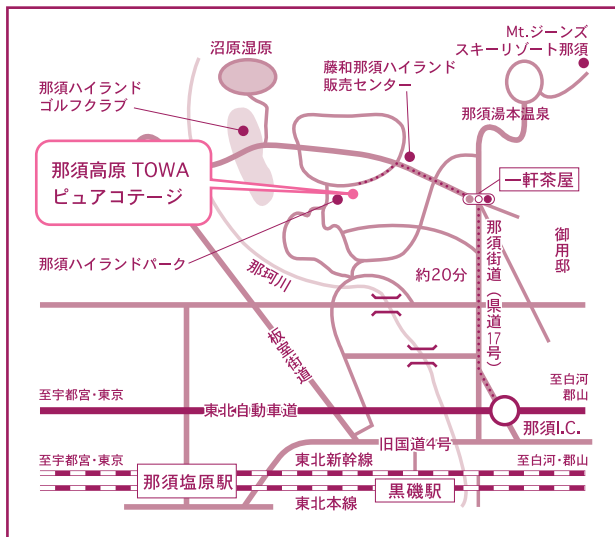 Mt.ジーンズ
スキーリゾート那須
沼原湿原
藤和那須ハイランド
販売センター
那須ハイランド
ゴルフクラブ
那須湯本温泉
那須高原 TOWA
ピュアコテージ
一軒茶屋
御用邸
那須街道（県道17号）
那須ハイランドパーク
那珂川
約20分
板室街道
至宇都宮・東京
至白河
郡山
東北自動車道
那須I.C.
旧国道4号
至宇都宮・東京
東北新幹線
至白河・郡山
那須塩原駅
黒磯駅
東北本線